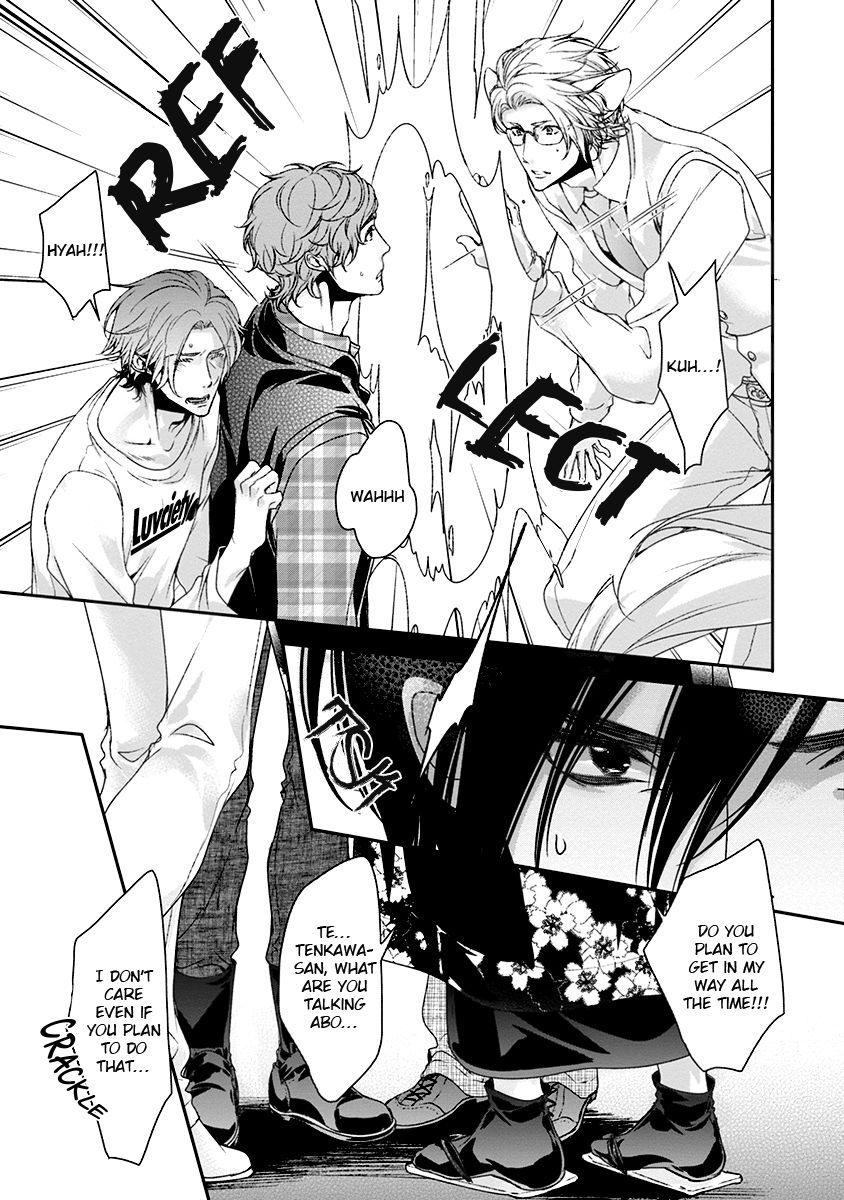 KUH...!
REF
LECT
HYAH!!!
WAHHH
Luvciety
TSK
DO YOU
PLAN TO
GET IN MY
WAY ALL
THE TIME!!!
TE...
TENKAWA-
SAN, WHAT
ARE YOU
TALKING
ABO...
I DON'T
CARE
EVEN IF
YOU PLAN
TO DO
THAT...
CRACKLE